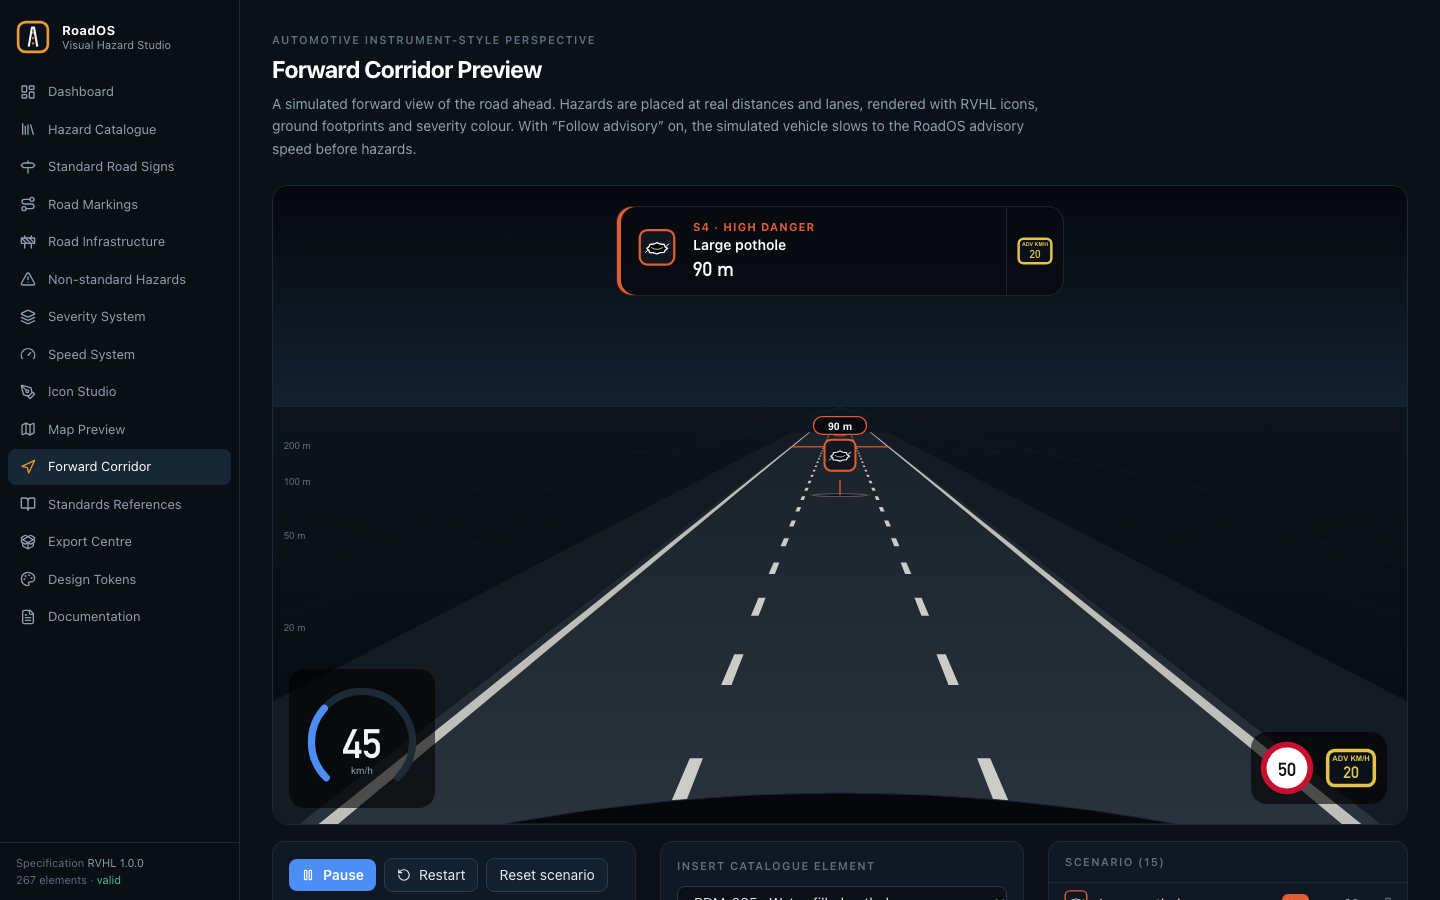 RoadOS
Visual Hazard Studio
Dashboard
Hazard Catalogue
Standard Road Signs
Road Markings
Road Infrastructure
Non-standard Hazards
Severity System
Speed System
Icon Studio
Map Preview
Forward Corridor
Standards References
Export Centre
Design Tokens
Documentation
Specification RVHL 1.0.0
267 elements · valid
AUTOMOTIVE INSTRUMENT-STYLE PERSPECTIVE
Forward Corridor Preview
A simulated forward view of the road ahead. Hazards are placed at real distances and lanes, rendered with RVHL icons,
ground footprints and severity colour. With “Follow advisory” on, the simulated vehicle slows to the RoadOS advisory
speed before hazards.
S4 · HIGH DANGER
Large pothole
90 m
ADV KM/H
20
90 m
200 m
100 m
50 m
20 m
45
km/h
50
ADV KM/H
20
Pause
Restart
Reset scenario
INSERT CATALOGUE ELEMENT
SCENARIO (15)